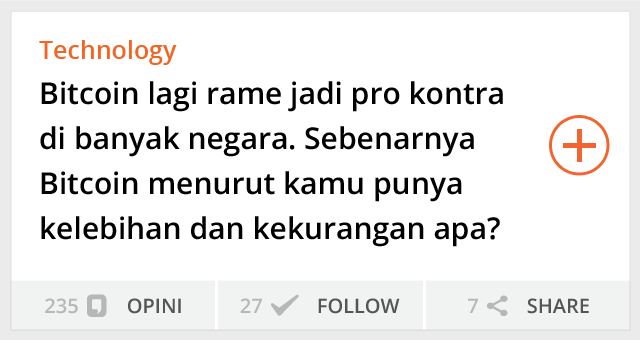 Technology
Bitcoin lagi rame jadi pro kontra
di banyak negara. Sebenarnya
Bitcoin menurut kamu punya
kelebihan dan kekurangan apa?
235 OPINI 27 FOLLOW 7 SHARE